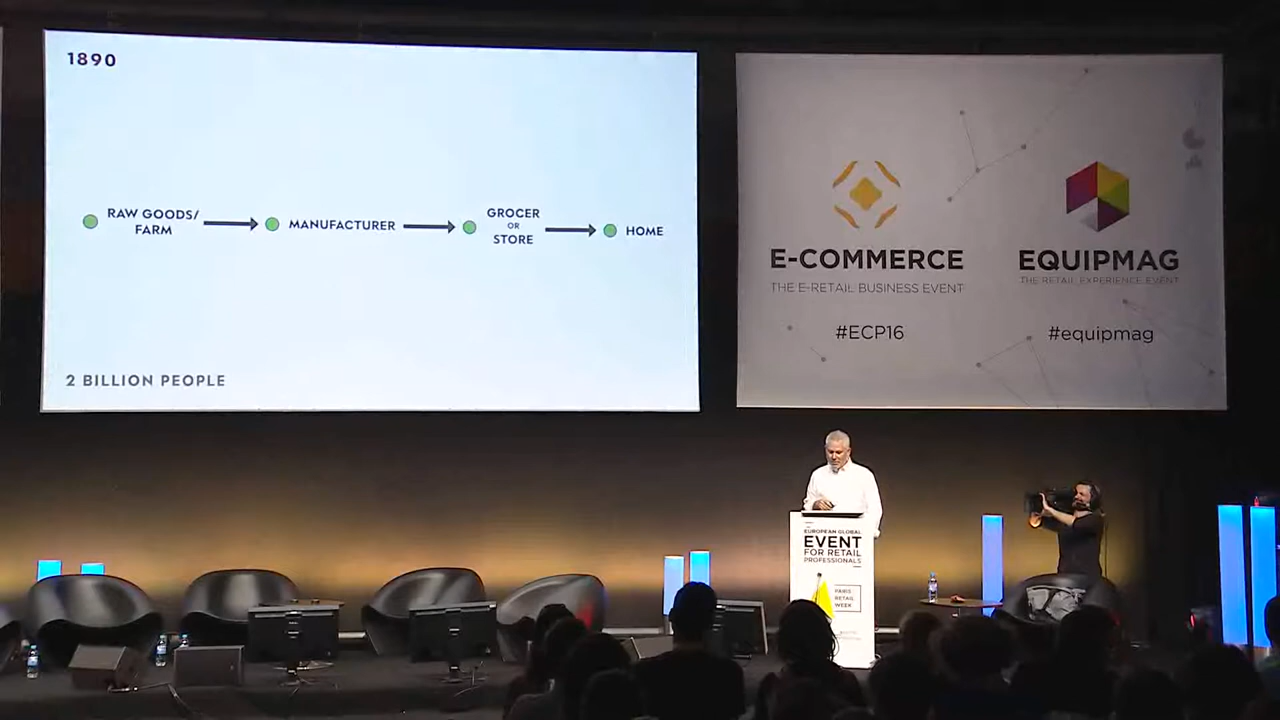 1890
RAW GOODS/
FARM
MANUFACTURER
GROCER
OR
STORE
HOME
2 BILLION PEOPLE
E-COMMERCE
THE E-RETAIL BUSINESS EVENT
#ECP16
EQUIPMAG
THE RETAIL EXPERIENCE EVENT
#equipmag
EUROPEAN GLOBAL
EVENT
FOR RETAIL
PROFESSIONALS
PARIS
RETAIL
WEEK